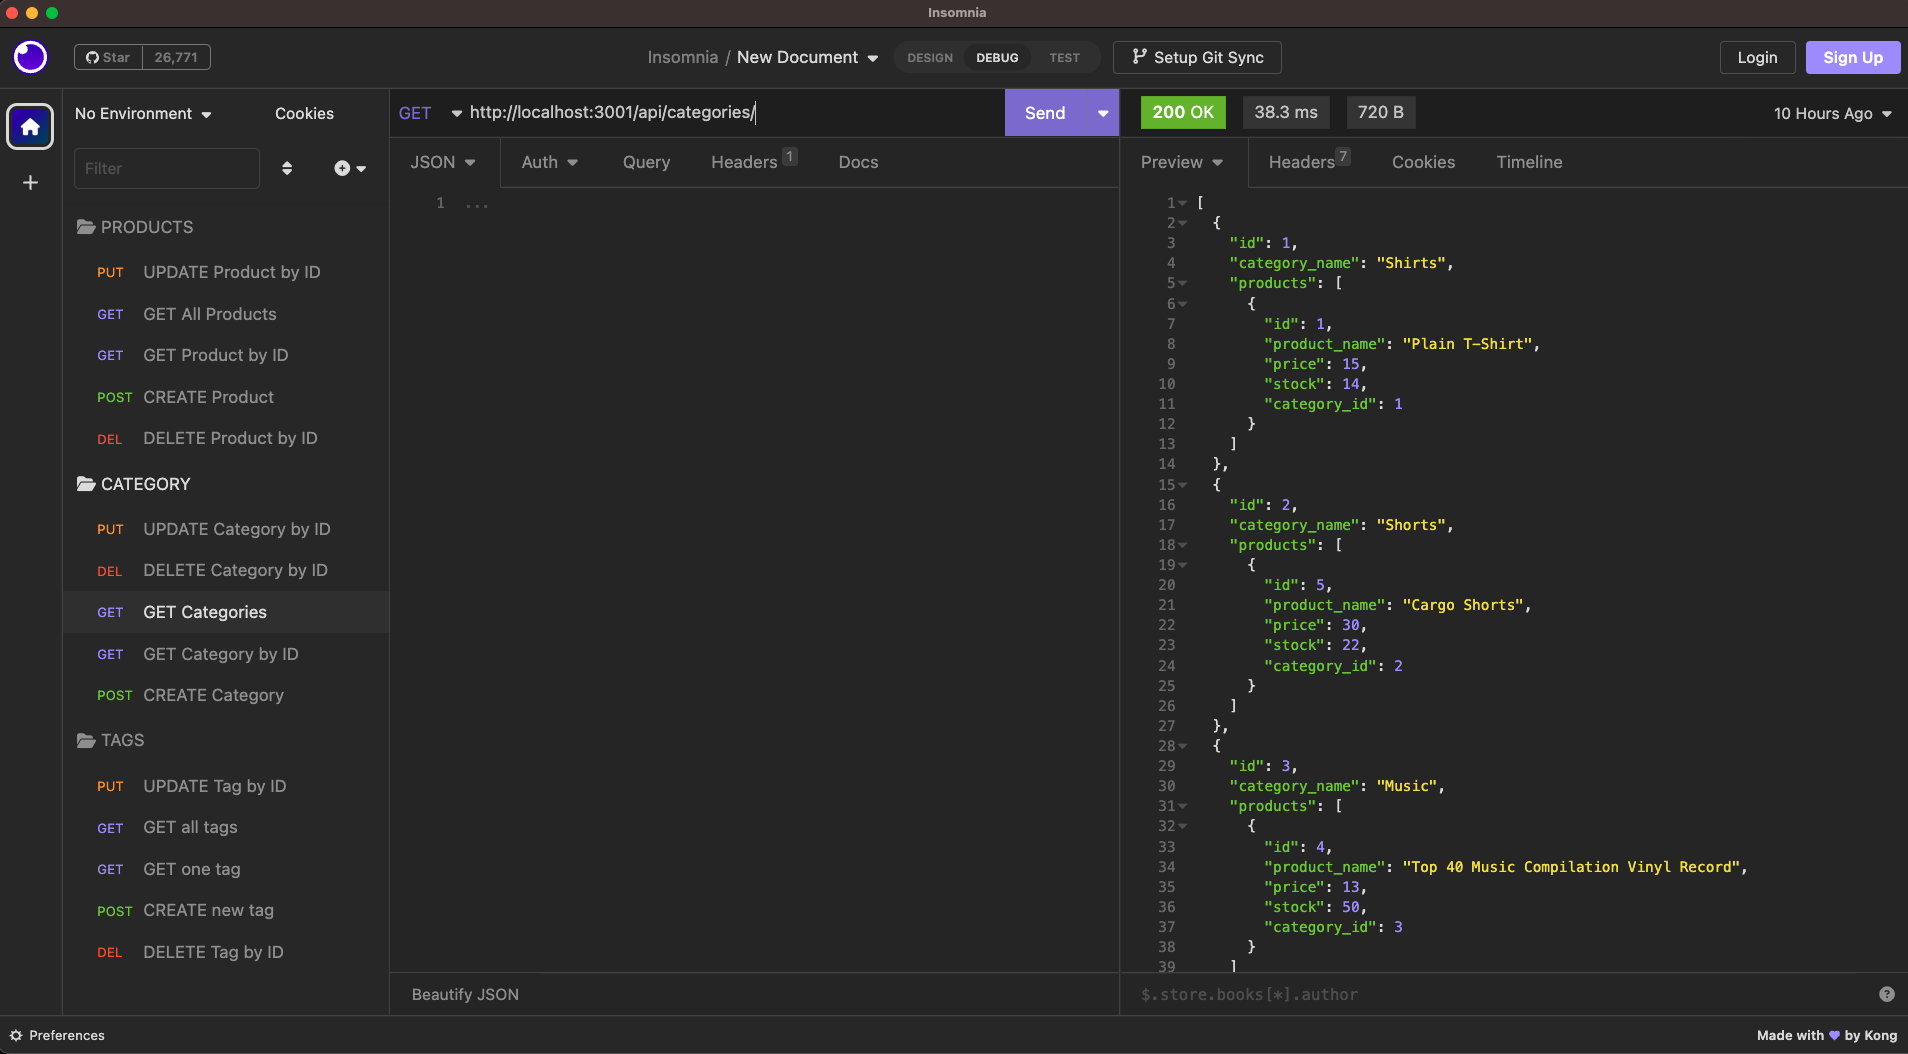 Insomnia
Star 26,771
Insomnia / New Document
DESIGN DEBUG TEST
Setup Git Sync
Login
Sign Up
No Environment
Cookies
Filter
PRODUCTS
PUT UPDATE Product by ID
GET GET All Products
GET GET Product by ID
POST CREATE Product
DEL DELETE Product by ID
CATEGORY
PUT UPDATE Category by ID
DEL DELETE Category by ID
GET GET Categories
GET GET Category by ID
POST CREATE Category
TAGS
PUT UPDATE Tag by ID
GET GET all tags
GET GET one tag
POST CREATE new tag
DEL DELETE Tag by ID
GET http://localhost:3001/api/categories/
Send
JSON Auth Query Headers 1 Docs
1 ...
Beautify JSON
200 OK 38.3 ms 720 B
10 Hours Ago
Preview Headers 7 Cookies Timeline
1 [
2 {
3 "id": 1,
4 "category_name": "Shirts",
5 "products": [
6 {
7 "id": 1,
8 "product_name": "Plain T-Shirt",
9 "price": 15,
10 "stock": 14,
11 "category_id": 1
12 }
13 ]
14 },
15 {
16 "id": 2,
17 "category_name": "Shorts",
18 "products": [
19 {
20 "id": 5,
21 "product_name": "Cargo Shorts",
22 "price": 30,
23 "stock": 22,
24 "category_id": 2
25 }
26 ]
27 },
28 {
29 "id": 3,
30 "category_name": "Music",
31 "products": [
32 {
33 "id": 4,
34 "product_name": "Top 40 Music Compilation Vinyl Record",
35 "price": 13,
36 "stock": 50,
37 "category_id": 3
38 }
39 ]
$.store.books[*].author
?
Preferences
Made with 💜 by Kong